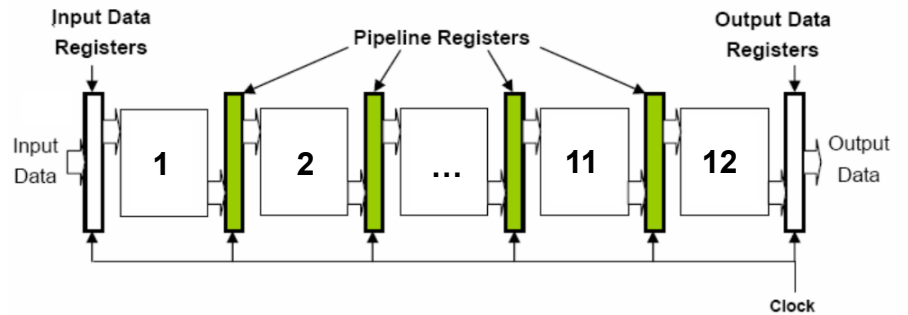 Input Data
Registers
Pipeline Registers
Output Data
Registers
Input
Data
1
2
...
11
12
Output
Data
Clock